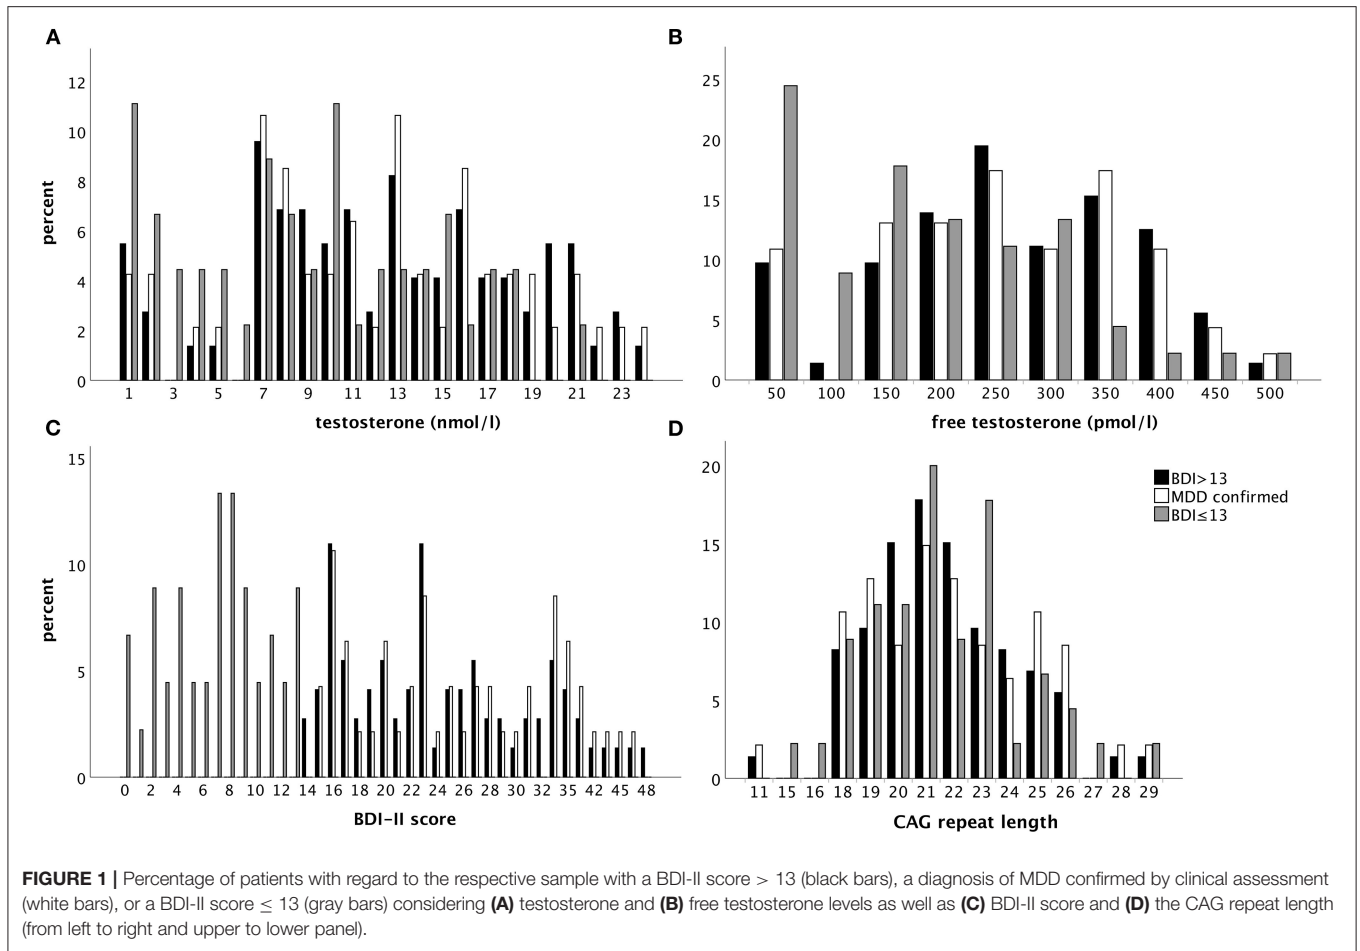 A
percent
12
10
8
6
4
2
0
1 3 5 7 9 11 13 15 17 19 21 23
testosterone (nmol/l)
B
25
20
15
10
5
0
50 100 150 200 250 300 350 400 450 500
free testosterone (pmol/l)
C
percent
15
10
5
0
0 2 4 6 8 10 12 14 16 18 20 22 24 26 28 30 32 35 42 45 48
BDI-II score
D
20
15
10
5
0
11 15 16 18 19 20 21 22 23 24 25 26 27 28 29
CAG repeat length
BDI>13
MDD confirmed
BDI≤13
FIGURE 1 | Percentage of patients with regard to the respective sample with a BDI-II score > 13 (black bars), a diagnosis of MDD confirmed by clinical assessment
(white bars), or a BDI-II score ≤ 13 (gray bars) considering (A) testosterone and (B) free testosterone levels as well as (C) BDI-II score and (D) the CAG repeat length
(from left to right and upper to lower panel).